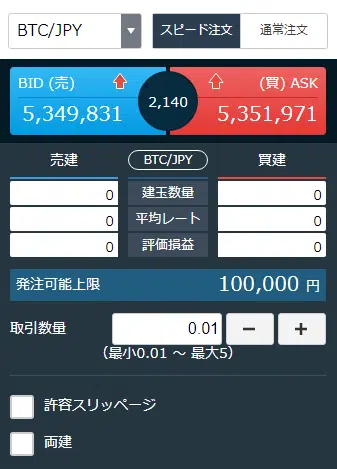 BTC/JPY スピード注文 通常注文
BID (売) (買) ASK
5,349,831 2,140 5,351,971
売建 BTC/JPY 買建
0 建玉数量 0
0 平均レート 0
0 評価損益 0
発注可能上限 100,000 円
取引数量 0.01 − +
（最小0.01 ～ 最大5）
許容スリッページ
両建